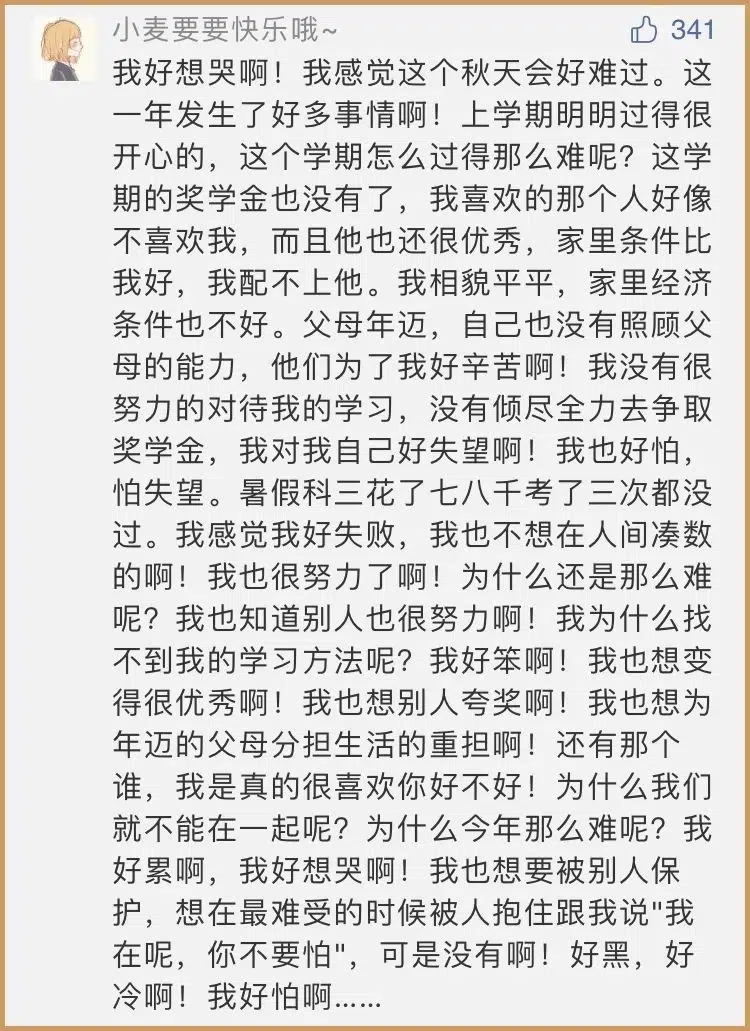 小麦要要快乐哦~
341
我好想哭啊！我感觉这个秋天会好难过。这
一年发生了好多事情啊！上学期明明过得很
开心的，这个学期怎么过得那么难呢？这学
期的奖学金也没有了，我喜欢的那个人好像
不喜欢我，而且他也还很优秀，家里条件比
我好，我配不上他。我相貌平平，家里经济
条件也不好。父母年迈，自己也没有照顾父
母的能力，他们为了我好辛苦啊！我没有很
努力的对待我的学习，没有倾尽全力去争取
奖学金，我对我自己好失望啊！我也好怕，
怕失望。暑假科三花了七八千考了三次都没
过。我感觉我好失败，我也不想在人间凑数
的啊！我也很努力了啊！为什么还是那么难
呢？我也知道别人也很努力啊！我为什么找
不到我的学习方法呢？我好笨啊！我也想变
得很优秀啊！我也想别人夸奖啊！我也想为
年迈的父母分担生活的重担啊！还有那个
谁，我是真的很喜欢你好不好！为什么我们
就不能在一起呢？为什么今年那么难呢？我
好累啊，我好想哭啊！我也想要被别人保
护，想在最难受的时候被人抱住跟我说"我
在呢，你不要怕"，可是没有啊！好黑，好
冷啊！我好怕啊……